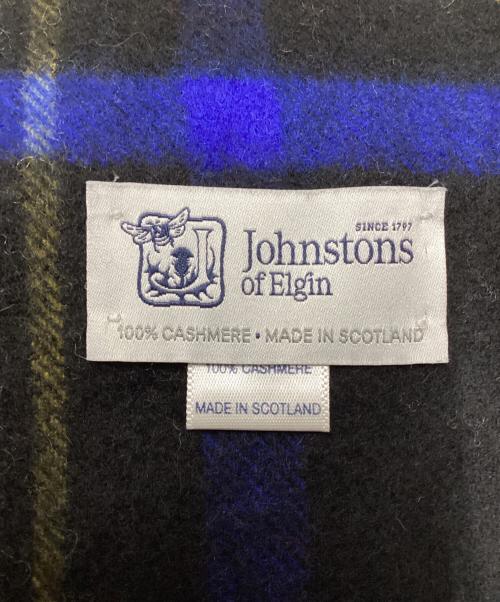 SINCE 1797
Johnstons
of Elgin
100% CASHMERE • MADE IN SCOTLAND
100% CASHMERE
MADE IN SCOTLAND